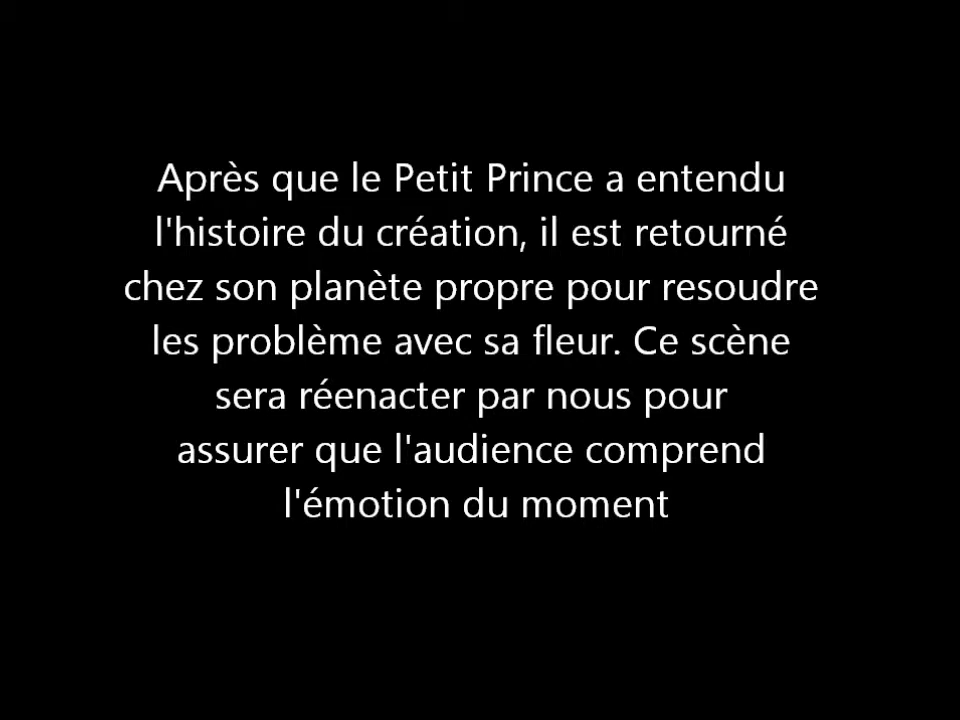 Après que le Petit Prince a entendu
l'histoire du création, il est retourné
chez son planète propre pour resoudre
les problème avec sa fleur. Ce scène
sera réenacter par nous pour
assurer que l'audience comprend
l'émotion du moment